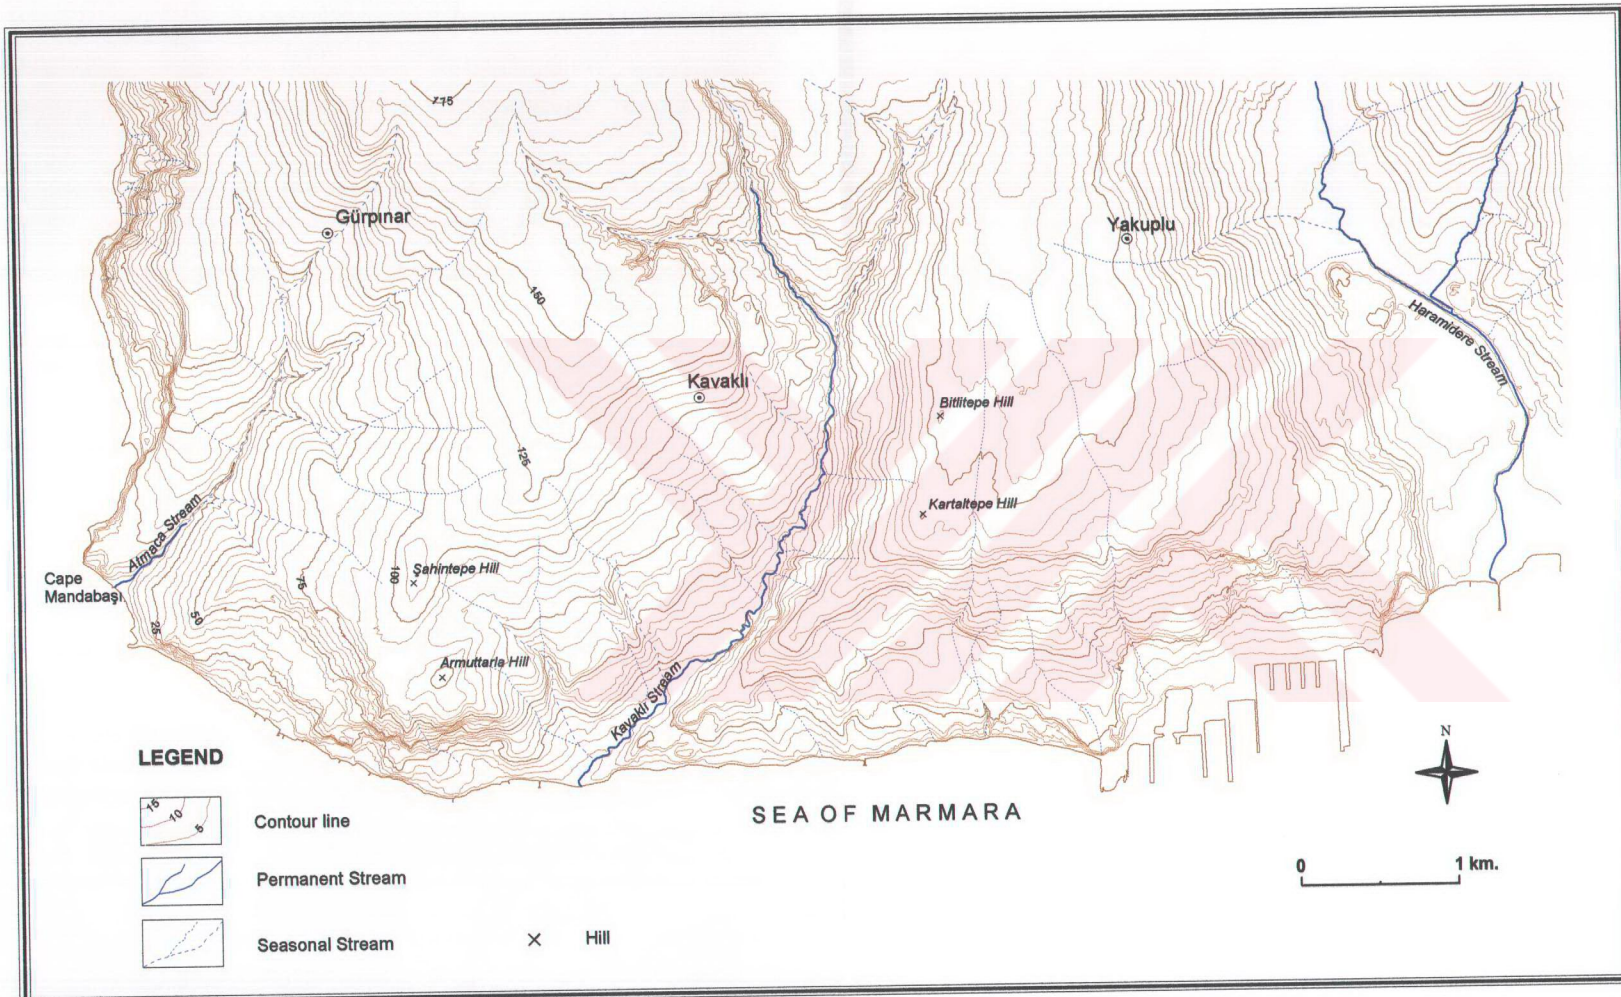 175
Gürpınar
Yakuplu
150
Haramidere Stream
Kavaklı
Bitlitepe Hill
125
Kartaltepe Hill
Almaca Stream
Cape
Mandabaşı
100
Şahintepe Hill
75
50
25
Armuttarla Hill
Kavaklı Stream
LEGEND
15
10
5
Contour line
Permanent Stream
Seasonal Stream
Hill
SEA OF MARMARA
N
0 1 km.